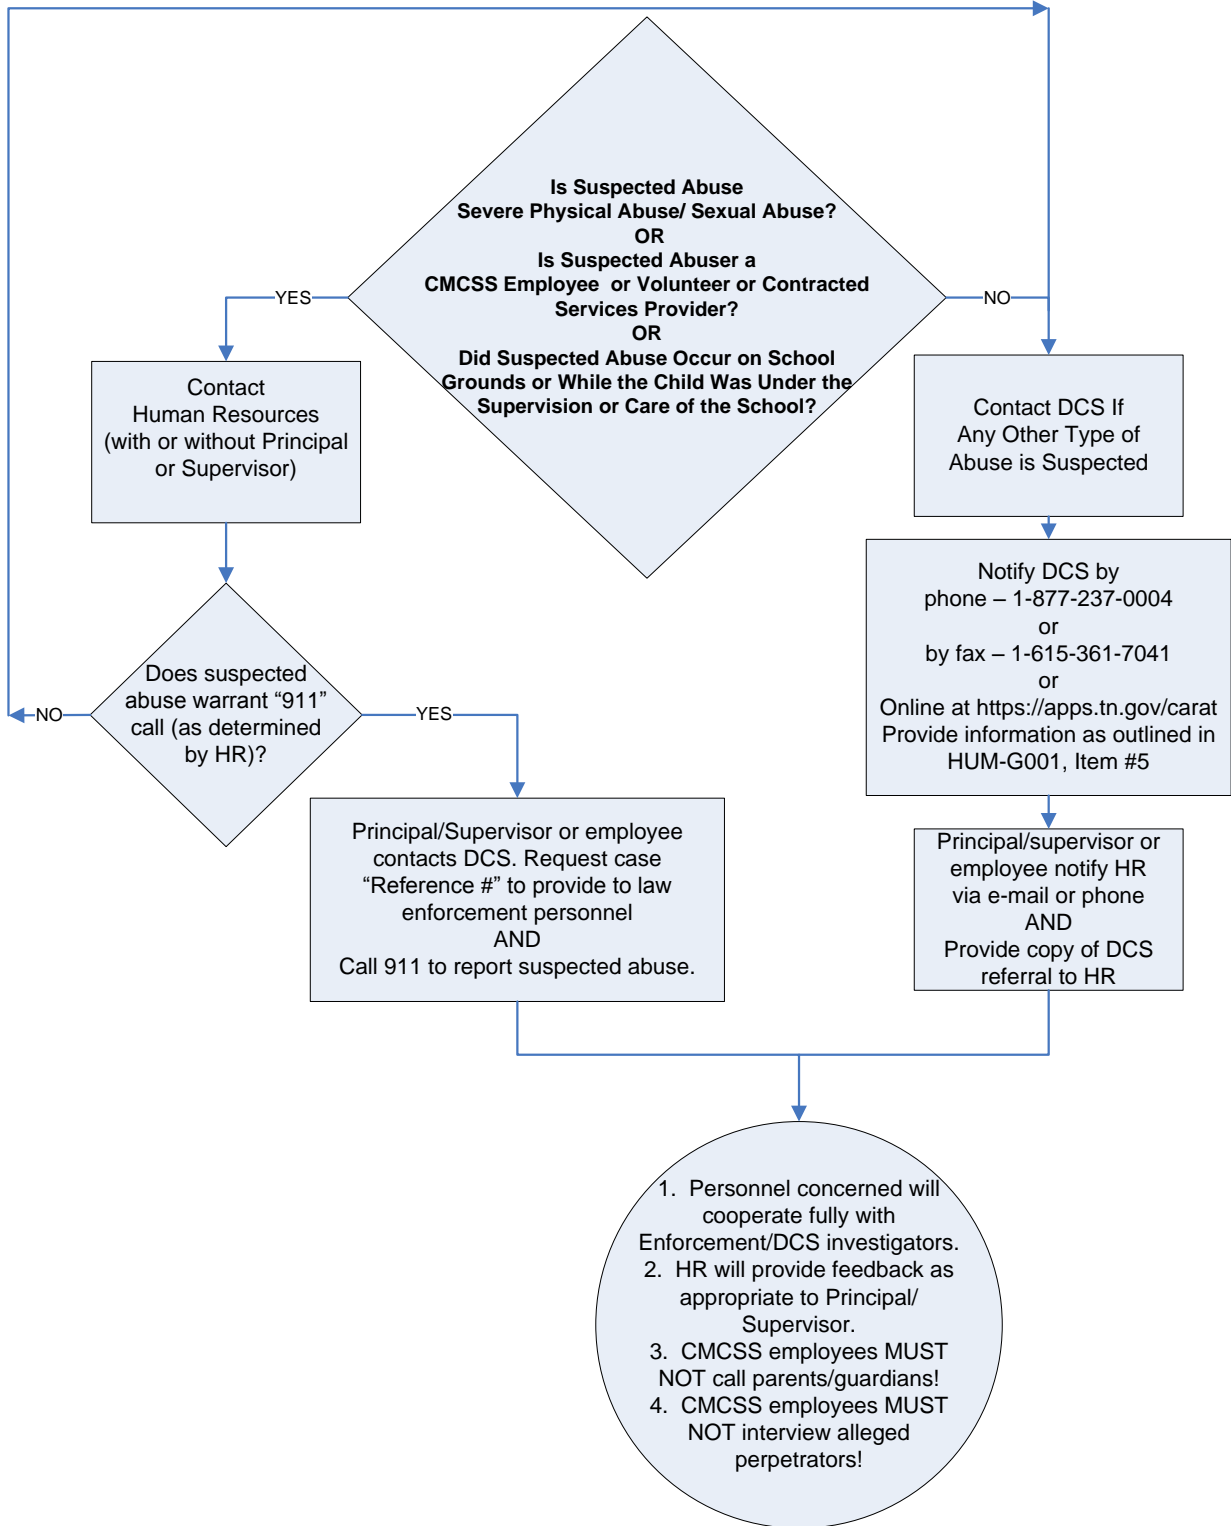 Is Suspected Abuse
Severe Physical Abuse/ Sexual Abuse?
OR
Is Suspected Abuser a
CMCSS Employee  or Volunteer or Contracted
Services Provider?
OR
Did Suspected Abuse Occur on School
Grounds or While the Child Was Under the
Supervision or Care of the School?
YES
NO
Contact
Human Resources
(with or without Principal
or Supervisor)
Contact DCS If
Any Other Type of
Abuse is Suspected
Notify DCS by
phone – 1-877-237-0004
or
by fax – 1-615-361-7041
or
Online at https://apps.tn.gov/carat
Provide information as outlined in
HUM-G001, Item #5
Does suspected
abuse warrant “911”
call (as determined
by HR)?
NO
YES
Principal/Supervisor or employee
contacts DCS. Request case
“Reference #” to provide to law
enforcement personnel
AND
Call 911 to report suspected abuse.
Principal/supervisor or
employee notify HR
via e-mail or phone
AND
Provide copy of DCS
referral to HR
1.  Personnel concerned will
cooperate fully with
Enforcement/DCS investigators.
2.  HR will provide feedback as
appropriate to Principal/
Supervisor.
3.  CMCSS employees MUST
NOT call parents/guardians!
4.  CMCSS employees MUST
NOT interview alleged
perpetrators!